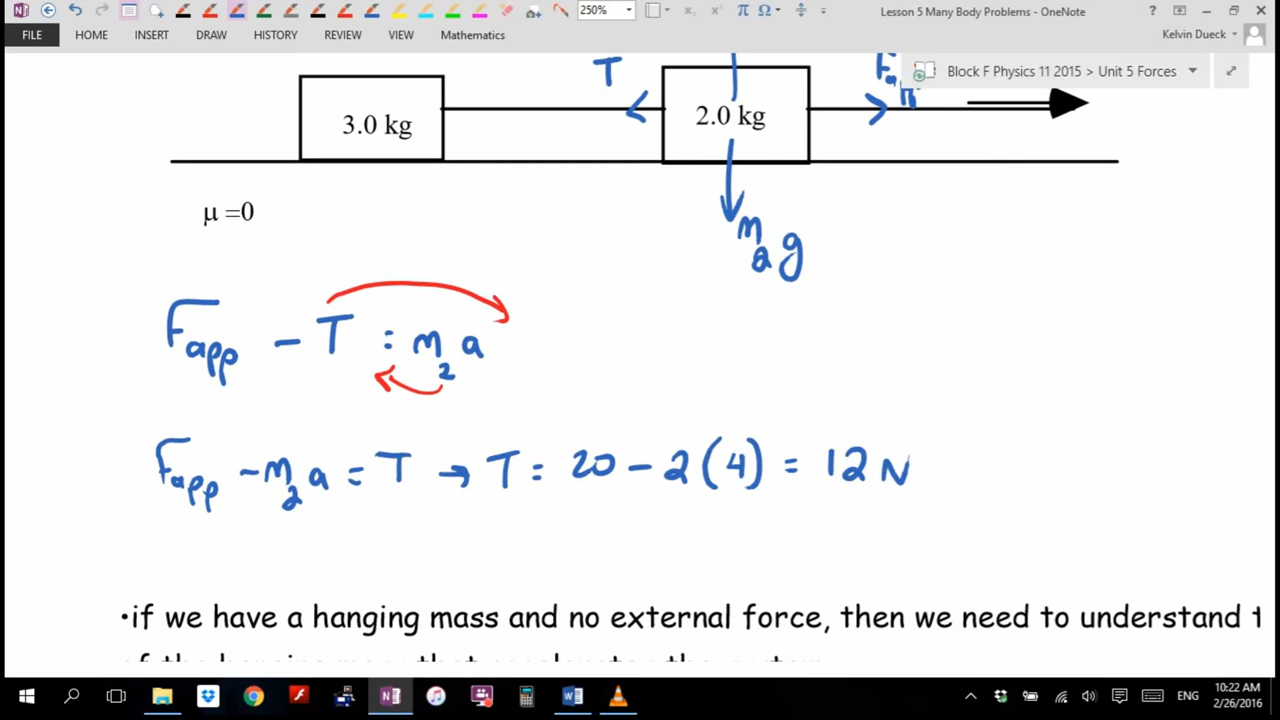 250%
Lesson 5 Many Body Problems - OneNote
FILE HOME INSERT DRAW HISTORY REVIEW VIEW Mathematics
Kelvin Dueck
Block F Physics 11 2015 > Unit 5 Forces
T
3.0 kg
2.0 kg
μ =0
m₂g
Fapp - T = m₂a
Fapp - m₂a = T → T = 20 - 2(4) = 12 N
•if we have a hanging mass and no external force, then we need to understand
ENG
10:22 AM
2/26/2016